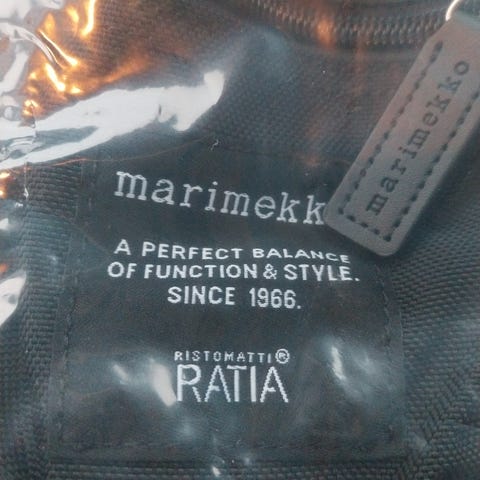 marimekk
A PERFECT BALANCE
OF FUNCTION & STYLE.
SINCE 1966.
RISTOMATTI®
RATIA
marimekko